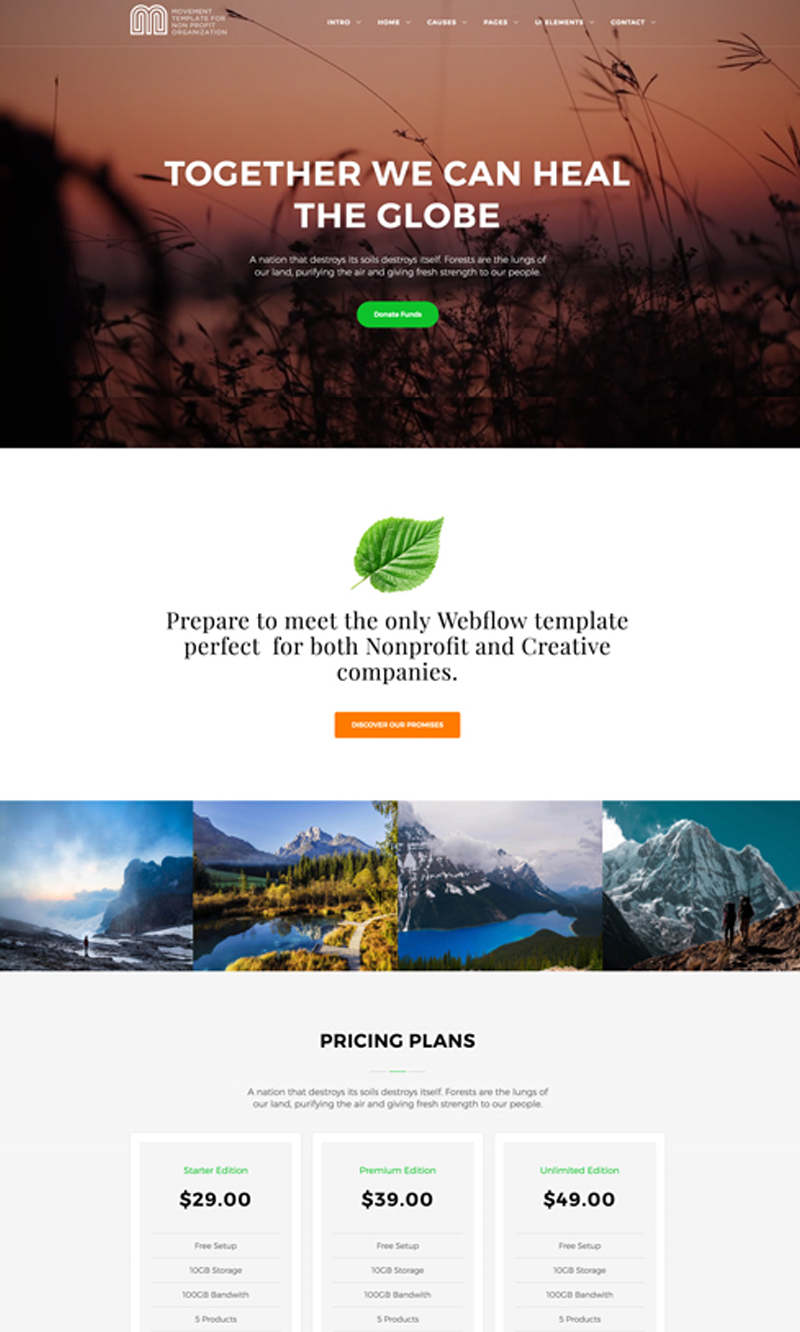 MOVEMENT
TEMPLATE FOR
NON PROFIT
ORGANIZATION
INTRO HOME CAUSES PAGES UI ELEMENTS CONTACT
TOGETHER WE CAN HEAL
THE GLOBE
A nation that destroys its soils destroys itself. Forests are the lungs of
our land, purifying the air and giving fresh strength to our people.
Donate Funds
Prepare to meet the only Webflow template
perfect for both Nonprofit and Creative
companies.
DISCOVER OUR PROMISES
PRICING PLANS
A nation that destroys its soils destroys itself. Forests are the lungs of
our land, purifying the air and giving fresh strength to our people.
Starter Edition
$29.00
Free Setup
10GB Storage
100GB Bandwith
5 Products
Premium Edition
$39.00
Free Setup
10GB Storage
100GB Bandwith
5 Products
Unlimited Edition
$49.00
Free Setup
10GB Storage
100GB Bandwith
5 Products